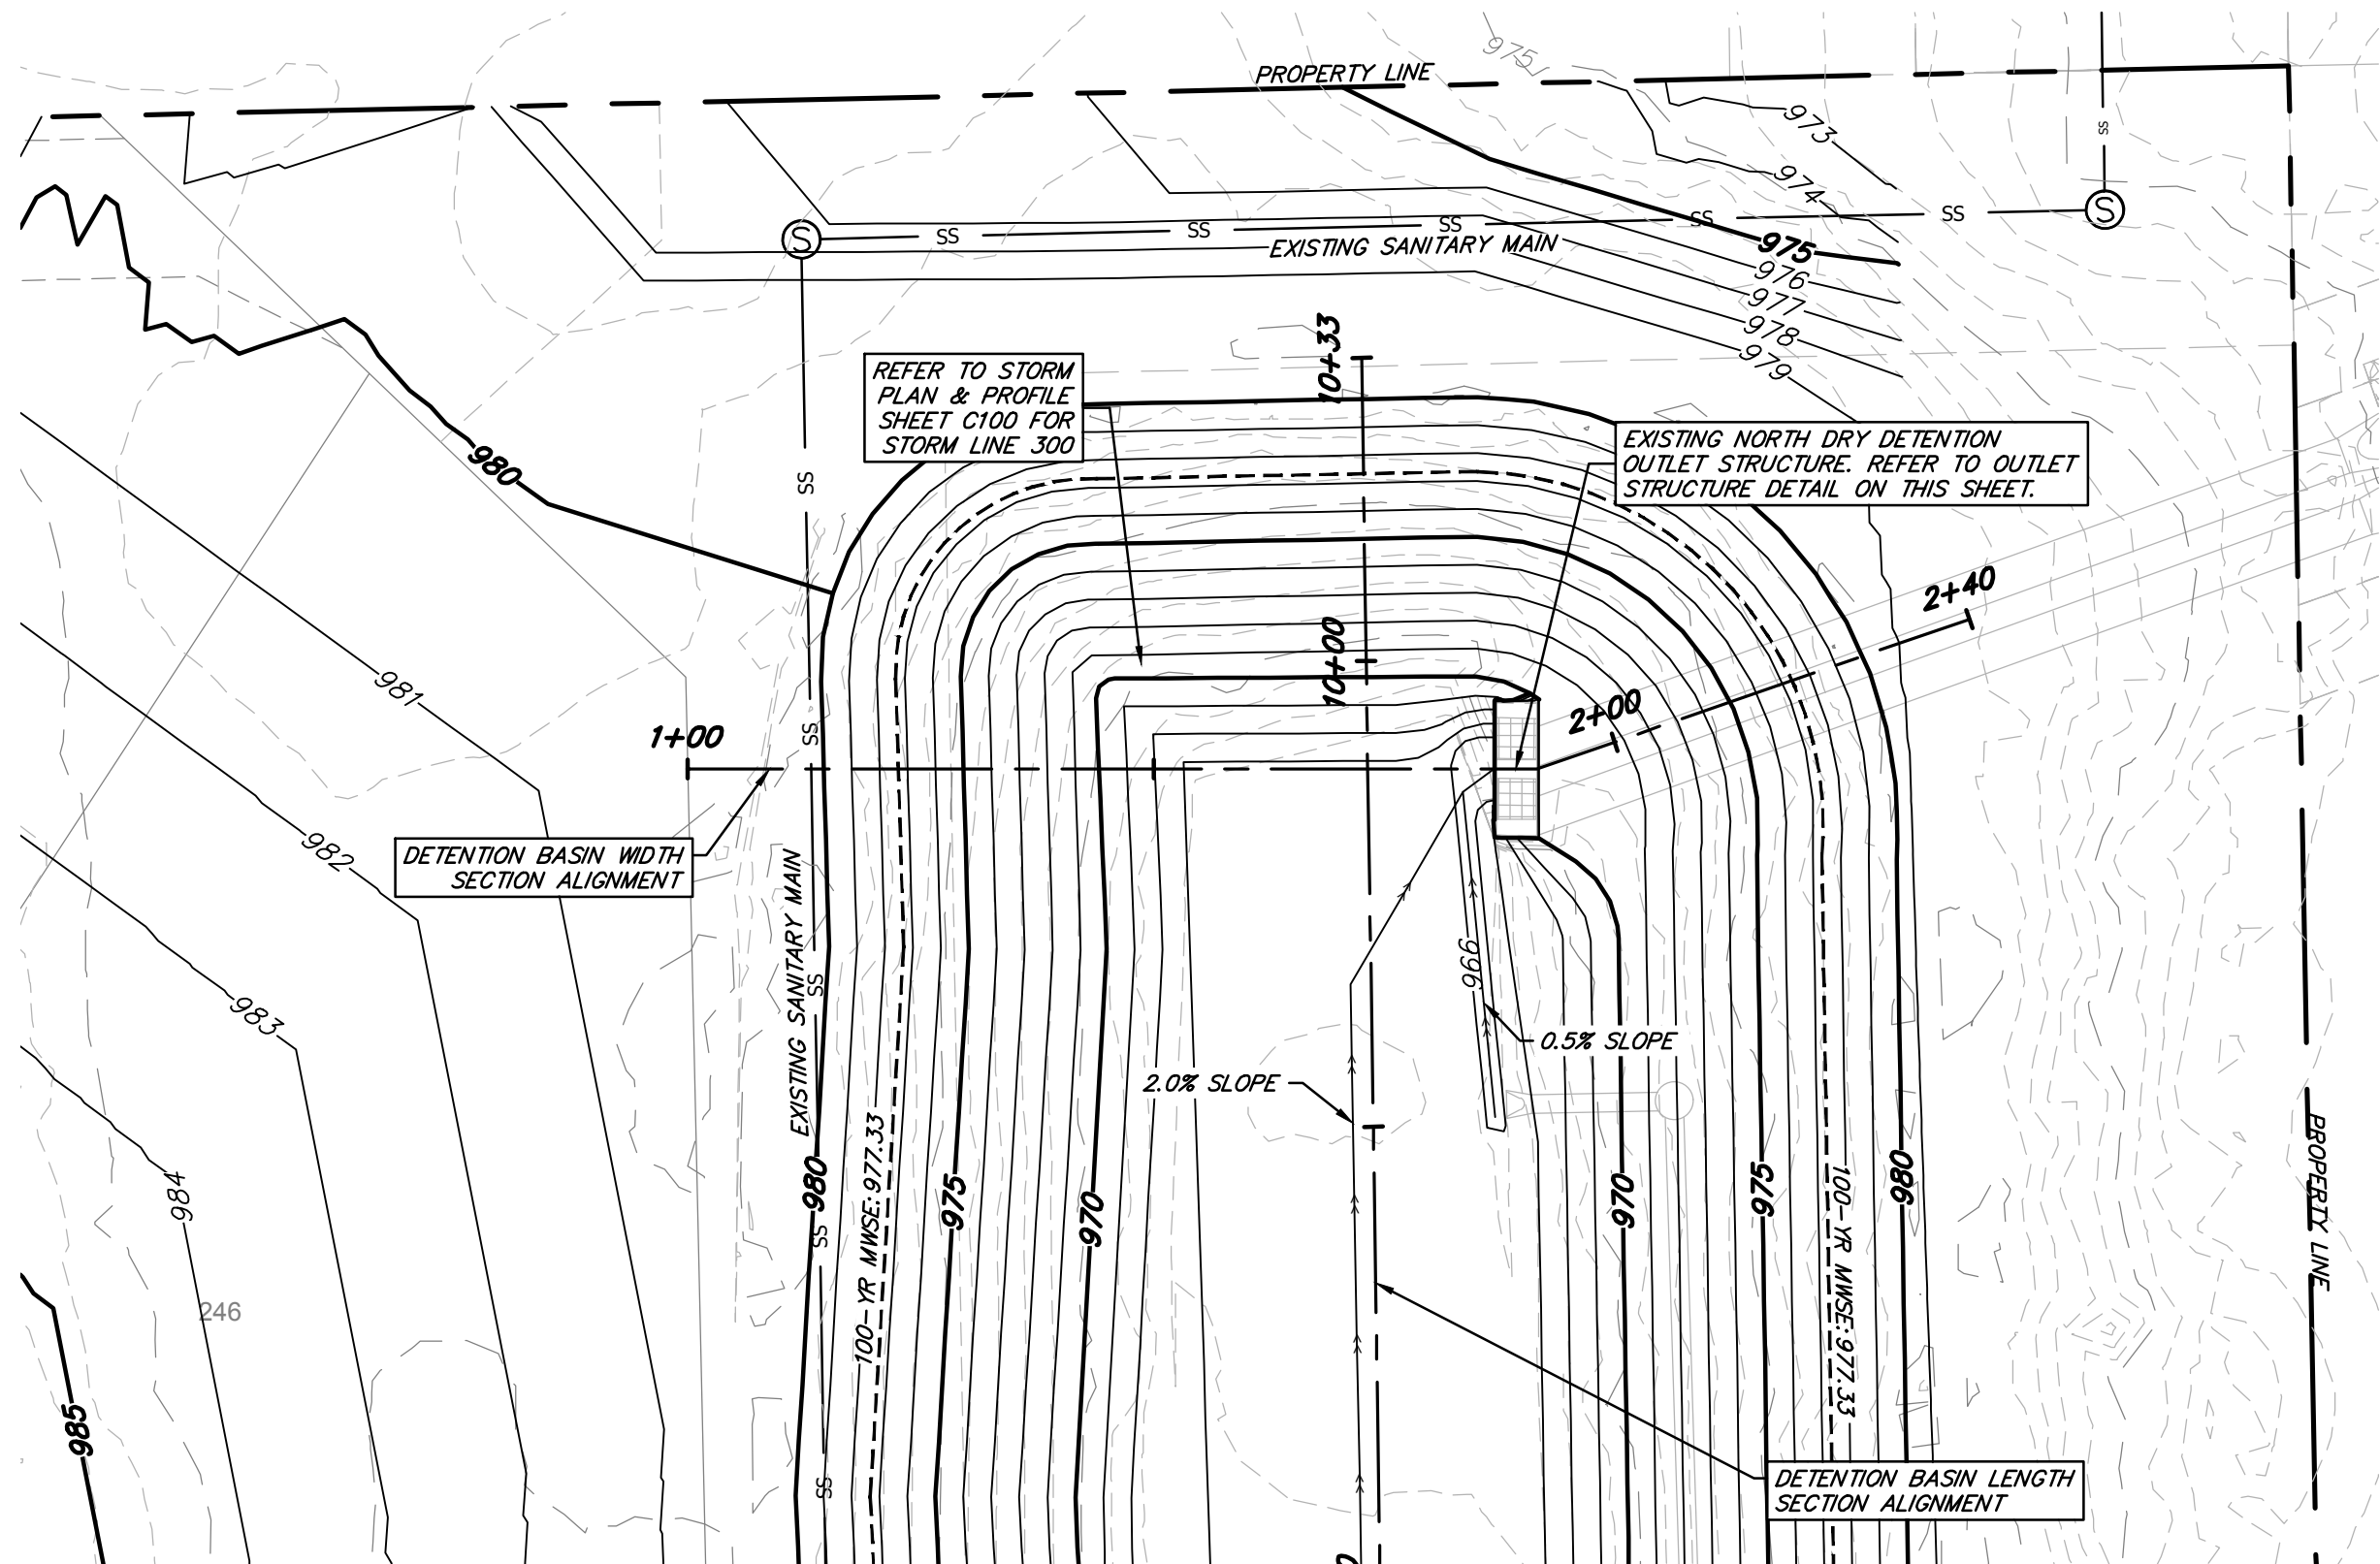 975
PROPERTY LINE
973
SS
974
SS
SS
SS
SS
SS
EXISTING SANITARY MAIN
975
976
977
978
979
10+33
REFER TO STORM
PLAN & PROFILE
SHEET C100 FOR
STORM LINE 300
EXISTING NORTH DRY DETENTION
OUTLET STRUCTURE. REFER TO OUTLET
STRUCTURE DETAIL ON THIS SHEET.
980
SS
2+40
10+00
981
2+00
1+00
SS
982
DETENTION BASIN WIDTH
SECTION ALIGNMENT
EXISTING SANITARY MAIN
966
983
SS
0.5% SLOPE
2.0% SLOPE
984
980
975
970
970
975
980
PROPERTY LINE
SS
100-YR MWSE: 977.33
100-YR MWSE: 977.33
246
985
SS
DETENTION BASIN LENGTH
SECTION ALIGNMENT